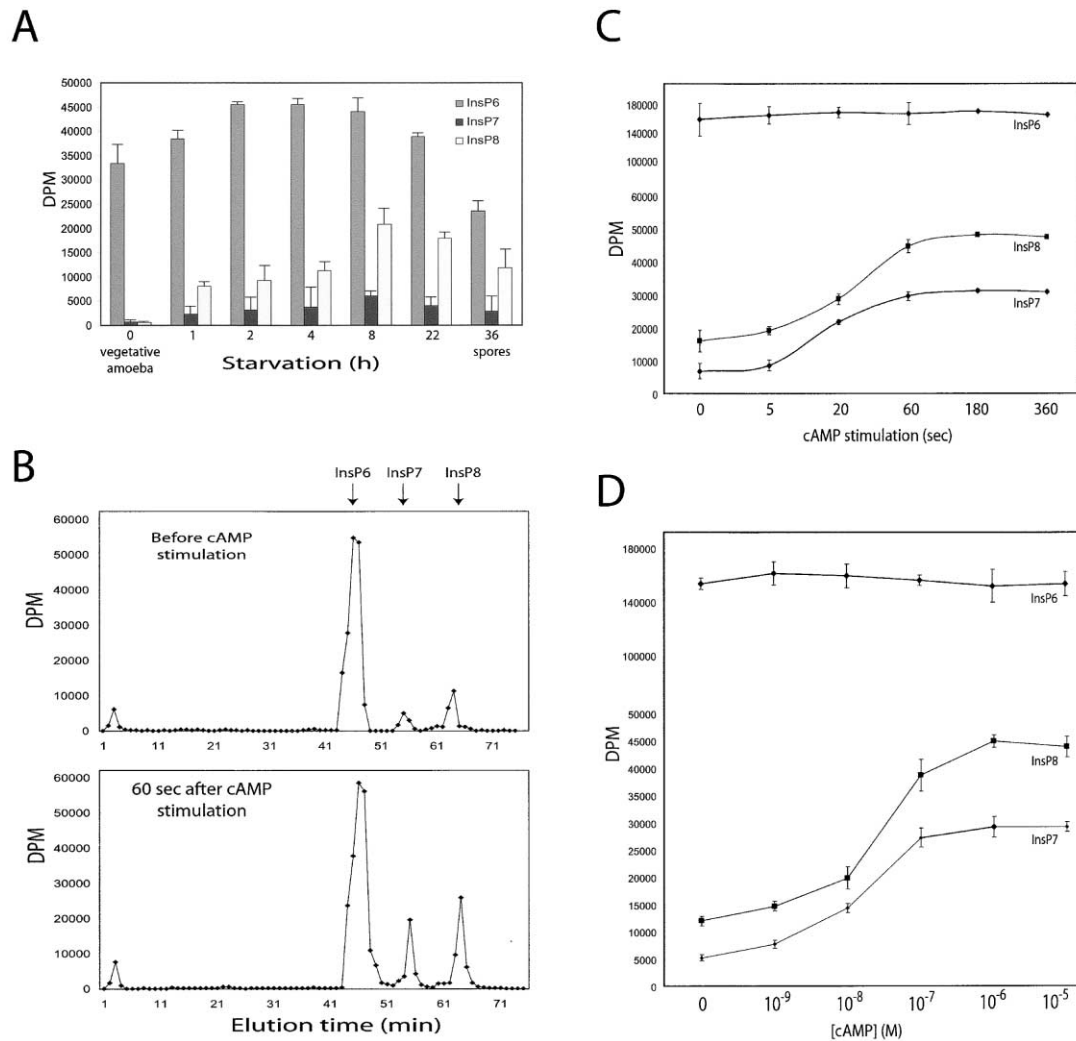 A
50000
45000
40000
35000
30000
25000
20000
15000
10000
5000
0
DPM
InsP6
InsP7
InsP8
0 1 2 4 8 22 36
vegetative amoeba
spores
Starvation (h)
B
InsP6 InsP7 InsP8
60000
50000
40000
30000
20000
10000
0
DPM
Before cAMP
stimulation
1 11 21 31 41 51 61 71
60000
50000
40000
30000
20000
10000
0
DPM
60 sec after cAMP
stimulation
1 11 21 31 41 51 61 71
Elution time (min)
C
180000
140000
100000
60000
50000
40000
30000
20000
10000
0
DPM
InsP6
InsP8
InsP7
0 5 20 60 180 360
cAMP stimulation (sec)
D
180000
140000
100000
50000
45000
40000
35000
30000
25000
20000
15000
10000
5000
0
DPM
InsP6
InsP8
InsP7
0 10-9 10-8 10-7 10-6 10-5
[cAMP] (M)